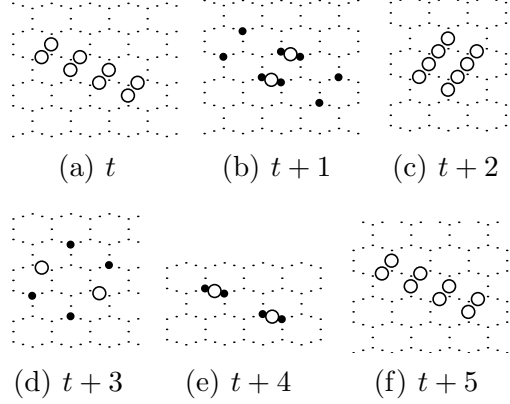 (a) t
(b) t + 1
(c) t + 2
(d) t + 3
(e) t + 4
(f) t + 5